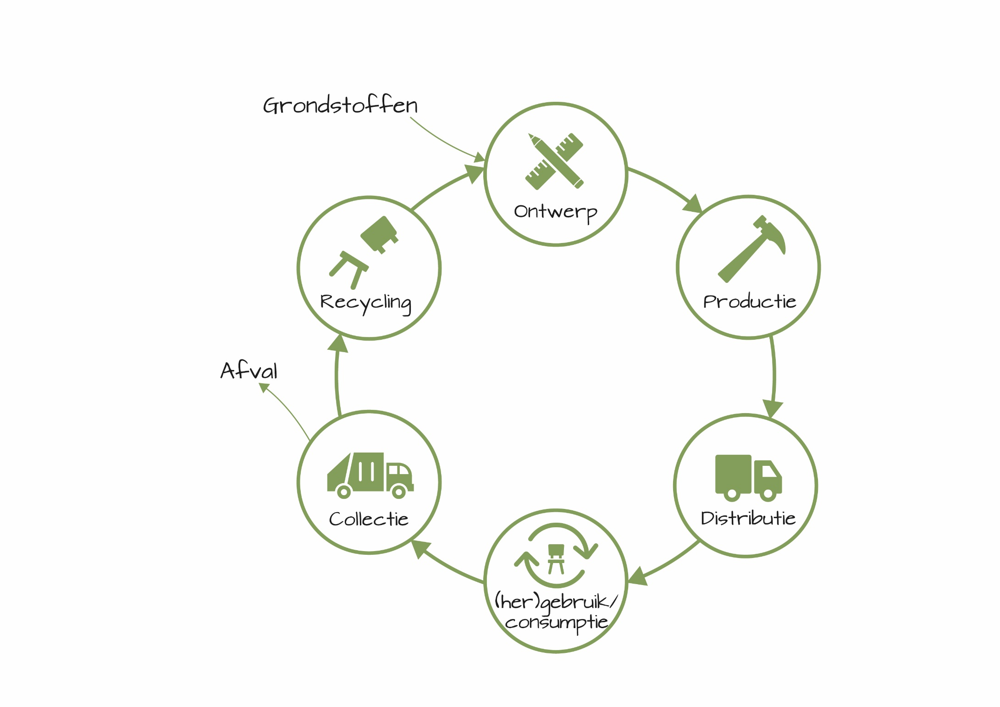 Grondstoffen
Ontwerp
Recycling
Productie
Afval
Collectie
Distributie
(her)gebruik/
consumptie